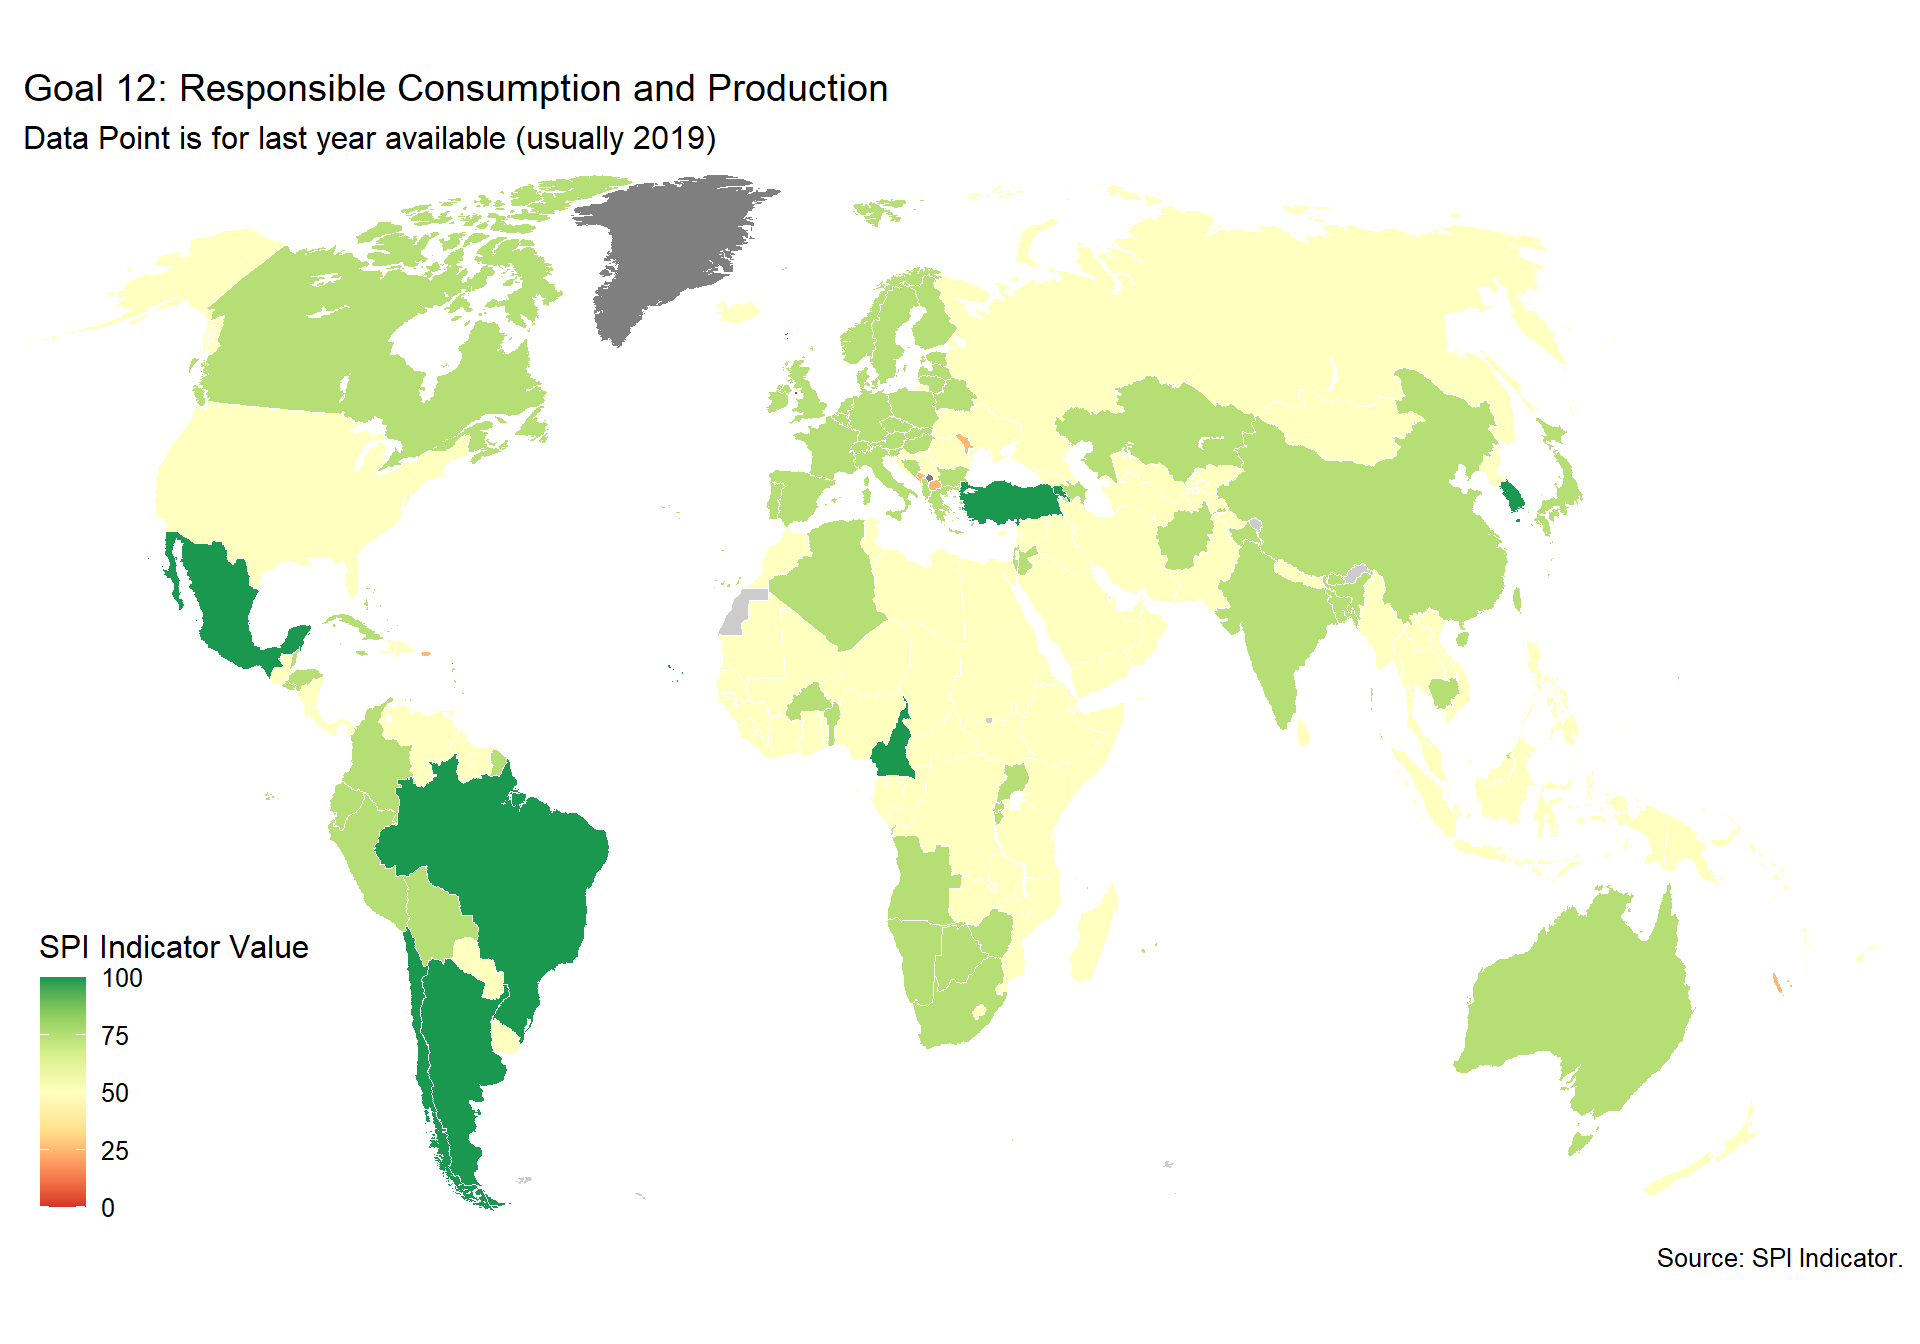 Goal 12: Responsible Consumption and Production
Data Point is for last year available (usually 2019)
SPI Indicator Value
100
75
50
25
0
Source: SPI Indicator.